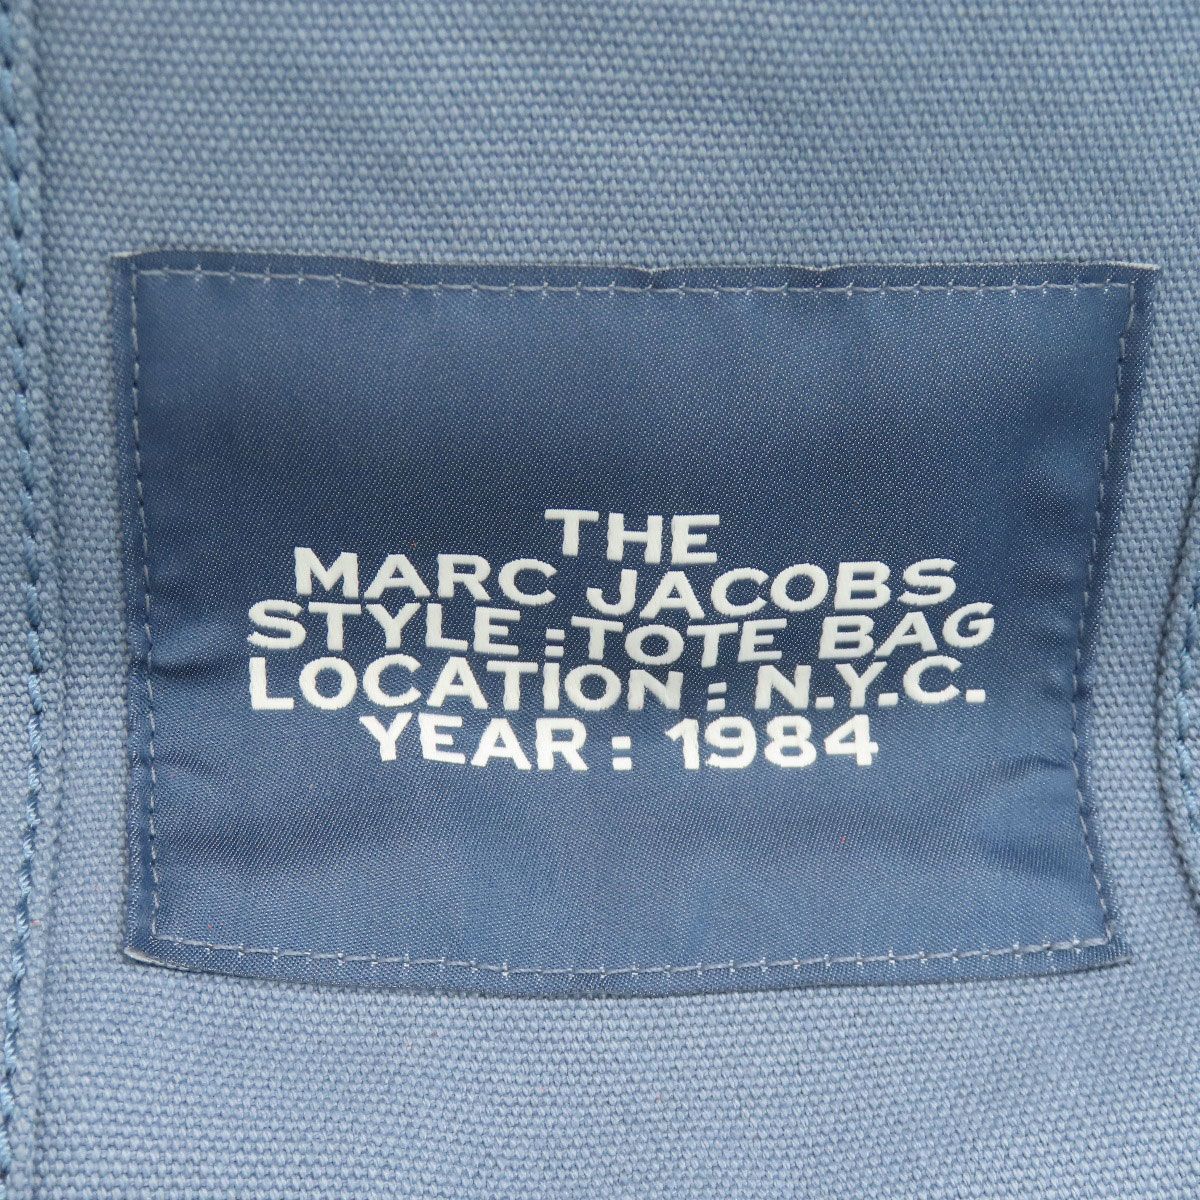 THE
MARC JACOBS
STYLE : TOTE BAG
LOCATION : N.Y.C.
YEAR : 1984